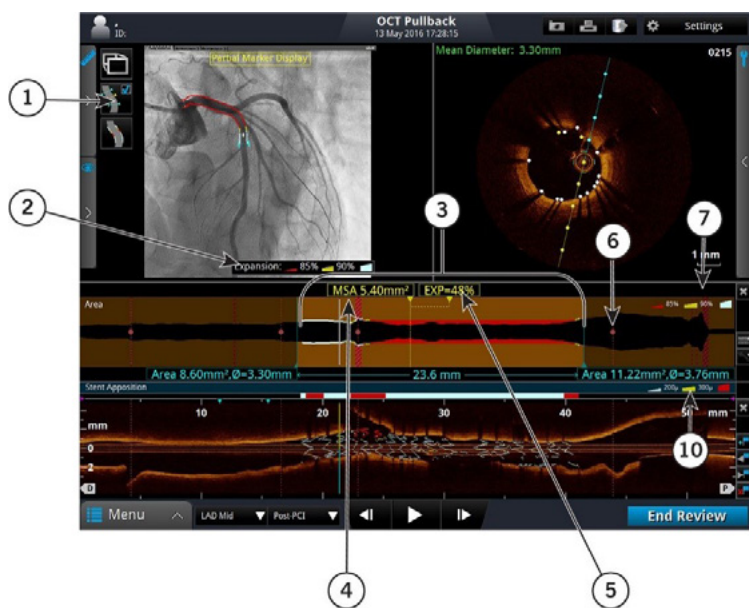 OCT Pullback
13 May 2016 17:28:15
ID:
Settings
Partial Marker Display
Mean Diameter: 3.30mm
0215
1
2
3
7
6
Expansion: 85% 90%
1 mm
MSA 5.40mm² EXP=48%
Area
85% 90%
Area 8.60mm²,Ø=3.30mm
23.6 mm
Area 11.22mm²,Ø=3.76mm
Stent Apposition
200µ 300µ
10 20 30 40 50 mm
mm
0
2
10
D
P
Menu
LAD Mid
Post-PCI
End Review
4
5